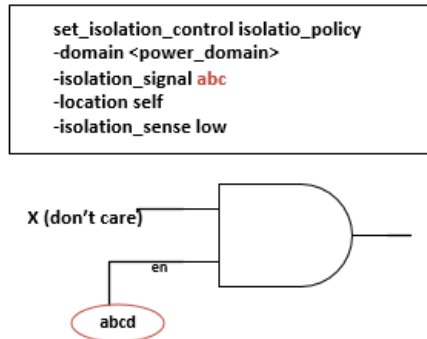 set_isolation_control isolatio_policy
-domain <power_domain>
-isolation_signal abc
-location self
-isolation_sense low
X (don't care)
en
abcd